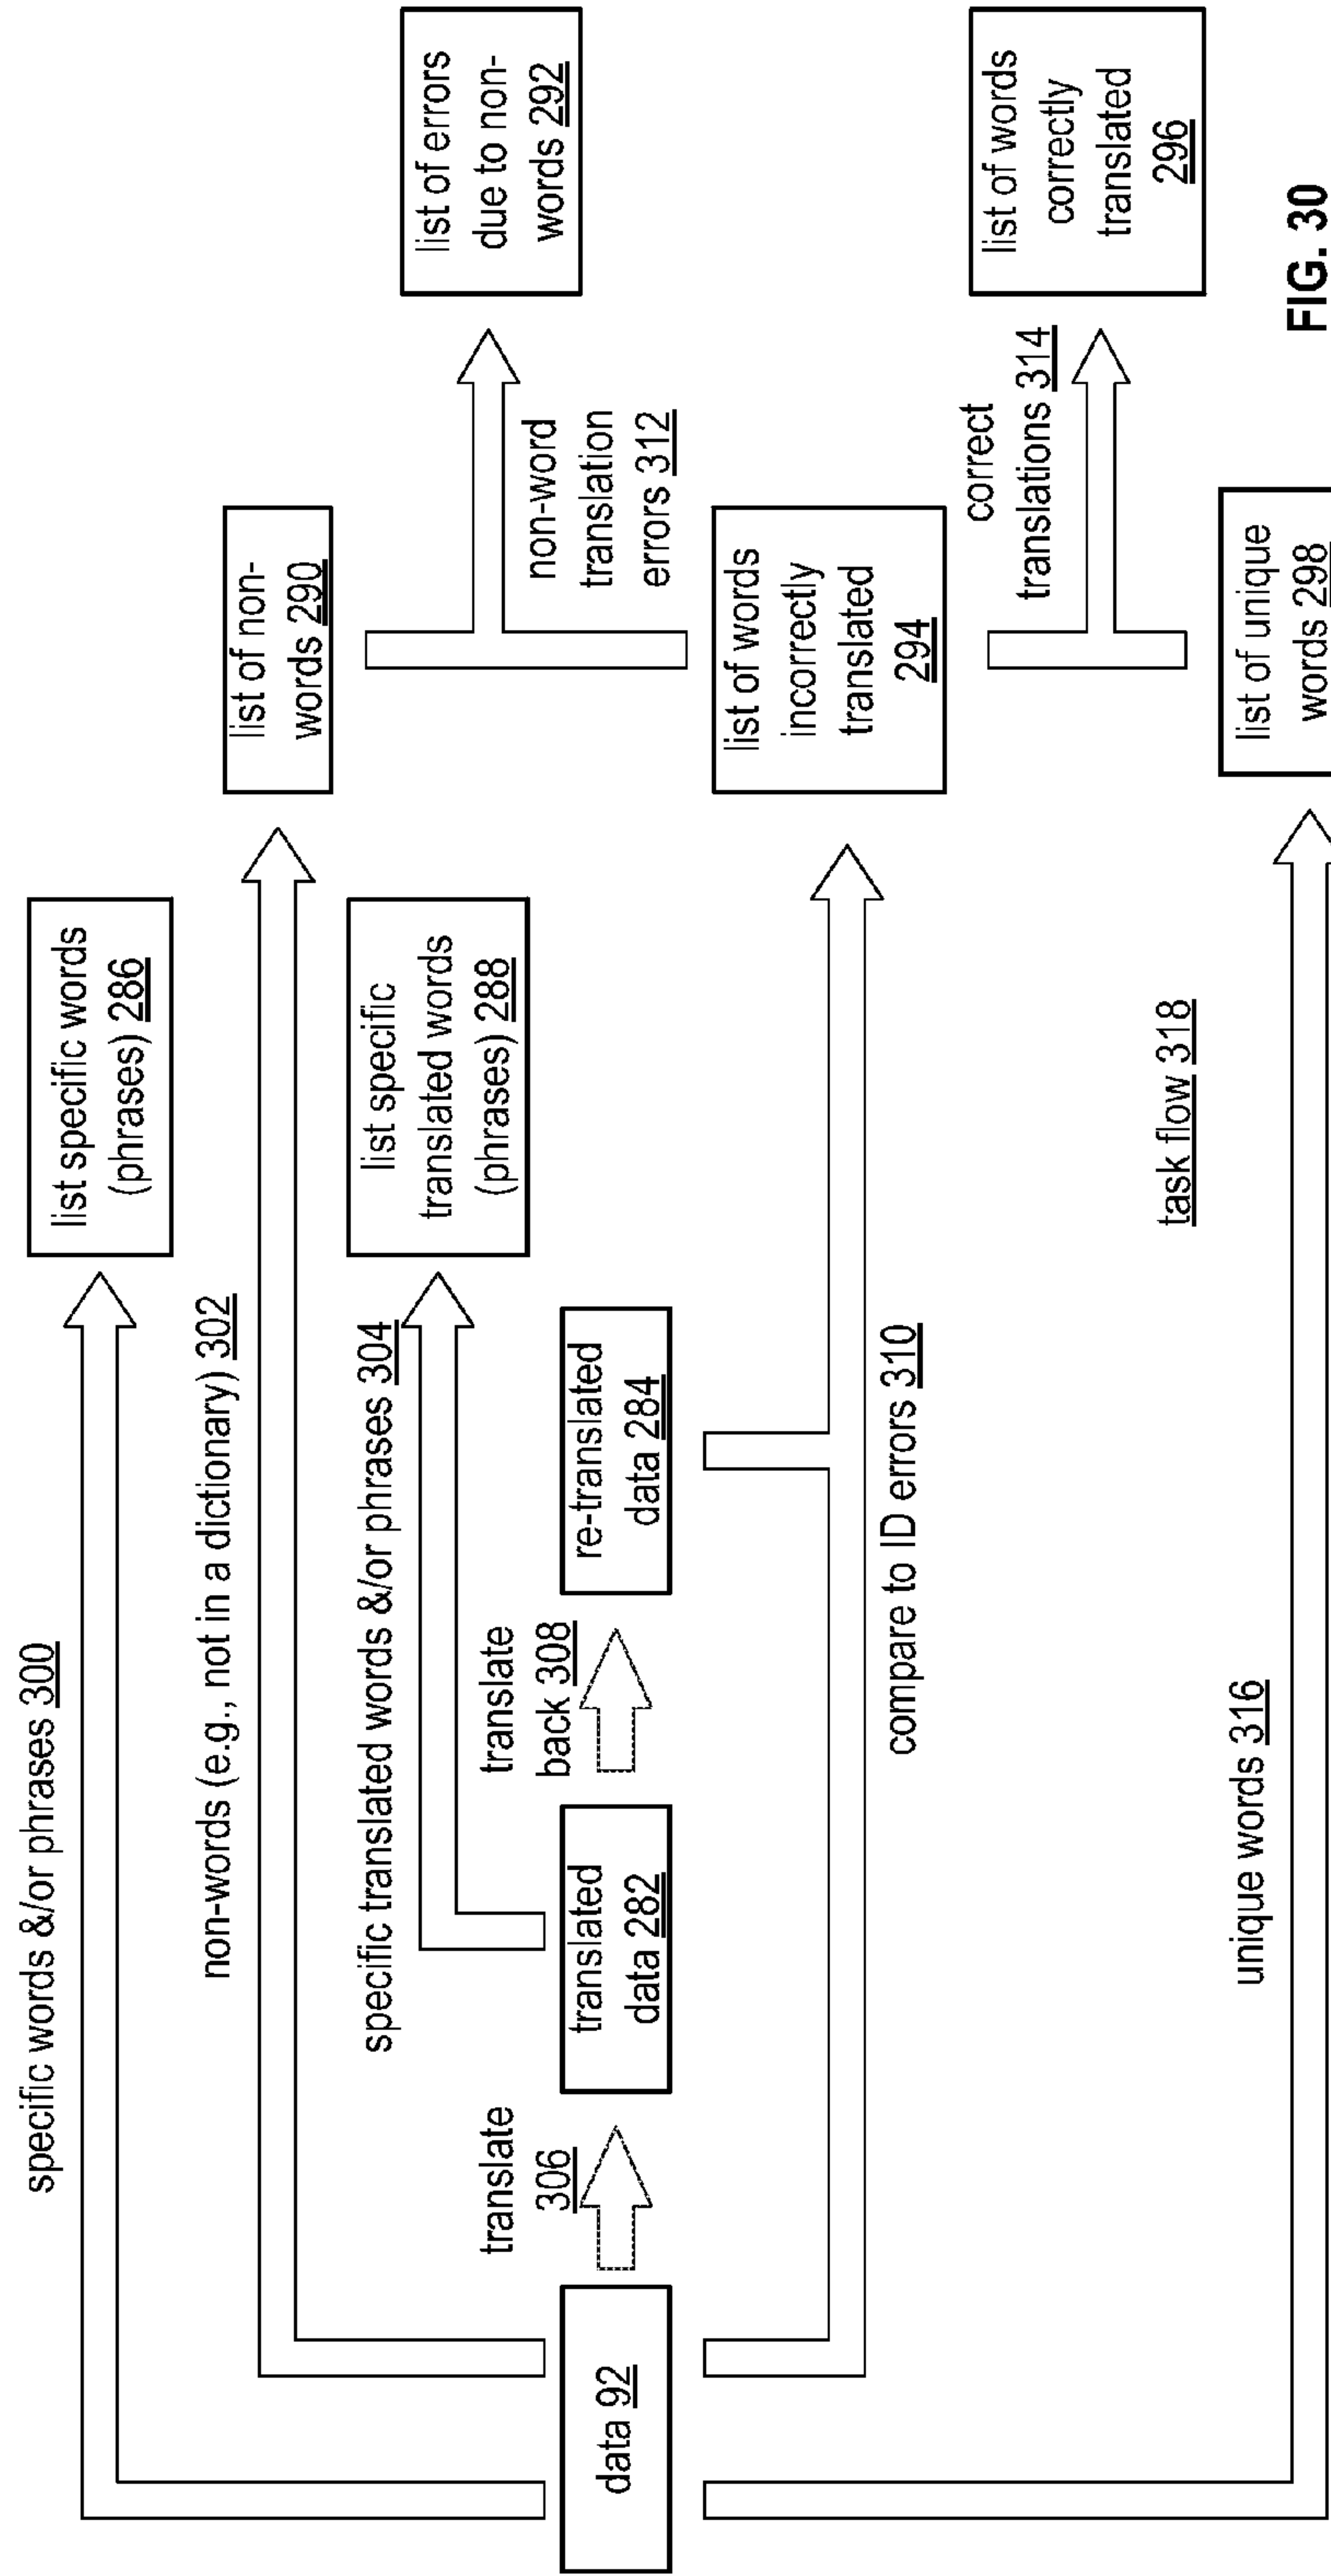 specific words &/or phrases 300
list specific words
(phrases) 286
non-words (e.g., not in a dictionary) 302
list of non-
words 290
specific translated words &/or phrases 304
list specific
translated words
(phrases) 288
list of errors
due to non-
words 292
non-word
translation
errors 312
translate
306
translate
back 308
data 92
translated
data 282
re-translated
data 284
list of words
incorrectly
translated
294
compare to ID errors 310
correct
translations 314
list of words
correctly
translated
296
task flow 318
unique words 316
list of unique
words 298
FIG. 30